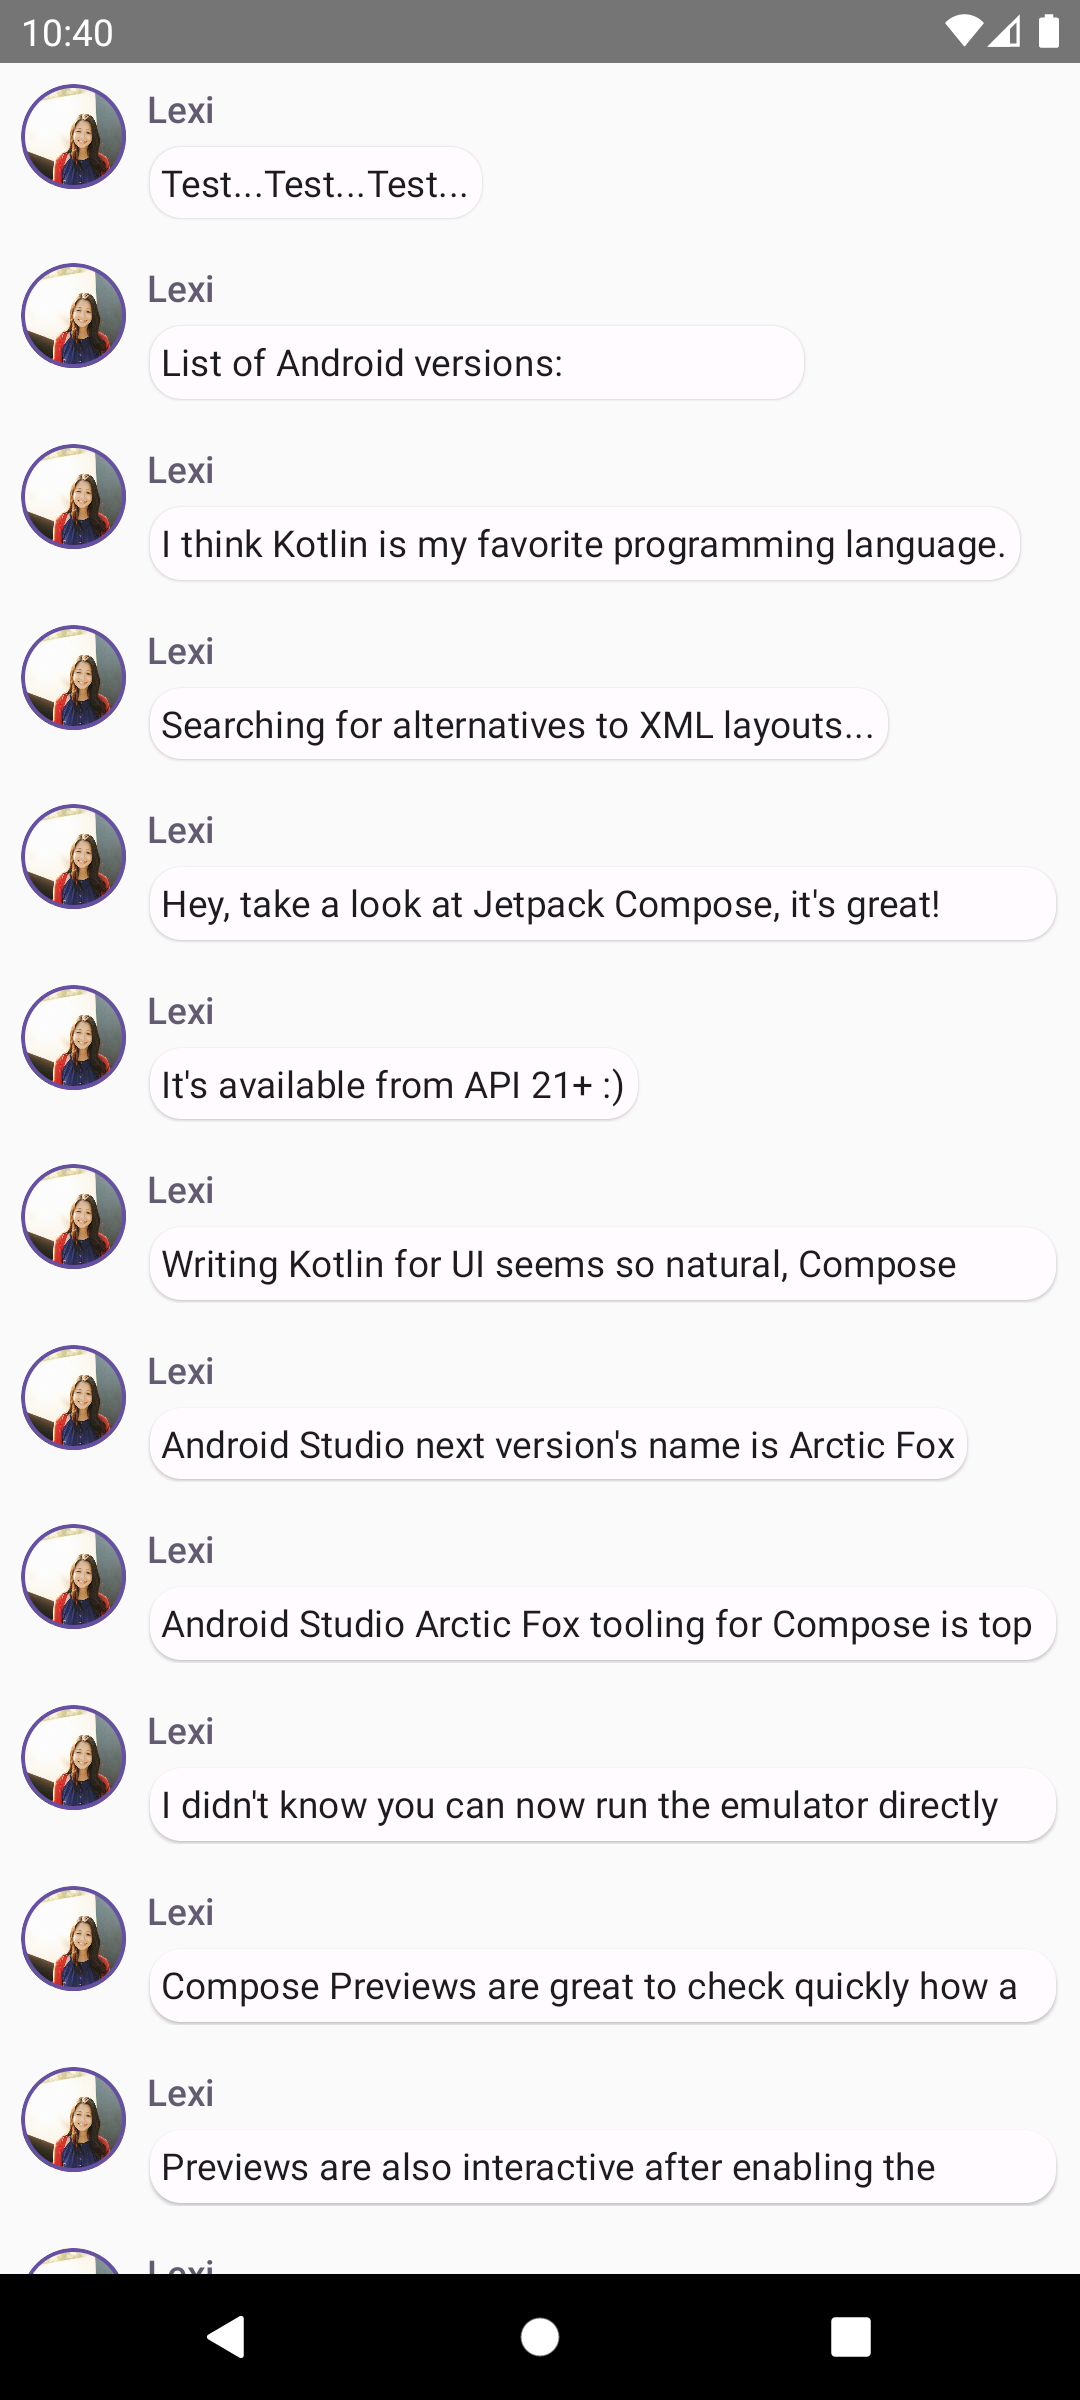 10:40
Lexi
Test...Test...Test...
Lexi
List of Android versions:
Lexi
I think Kotlin is my favorite programming language.
Lexi
Searching for alternatives to XML layouts...
Lexi
Hey, take a look at Jetpack Compose, it's great!
Lexi
It's available from API 21+ :)
Lexi
Writing Kotlin for UI seems so natural, Compose
Lexi
Android Studio next version's name is Arctic Fox
Lexi
Android Studio Arctic Fox tooling for Compose is top
Lexi
I didn't know you can now run the emulator directly
Lexi
Compose Previews are great to check quickly how a
Lexi
Previews are also interactive after enabling the
Lexi